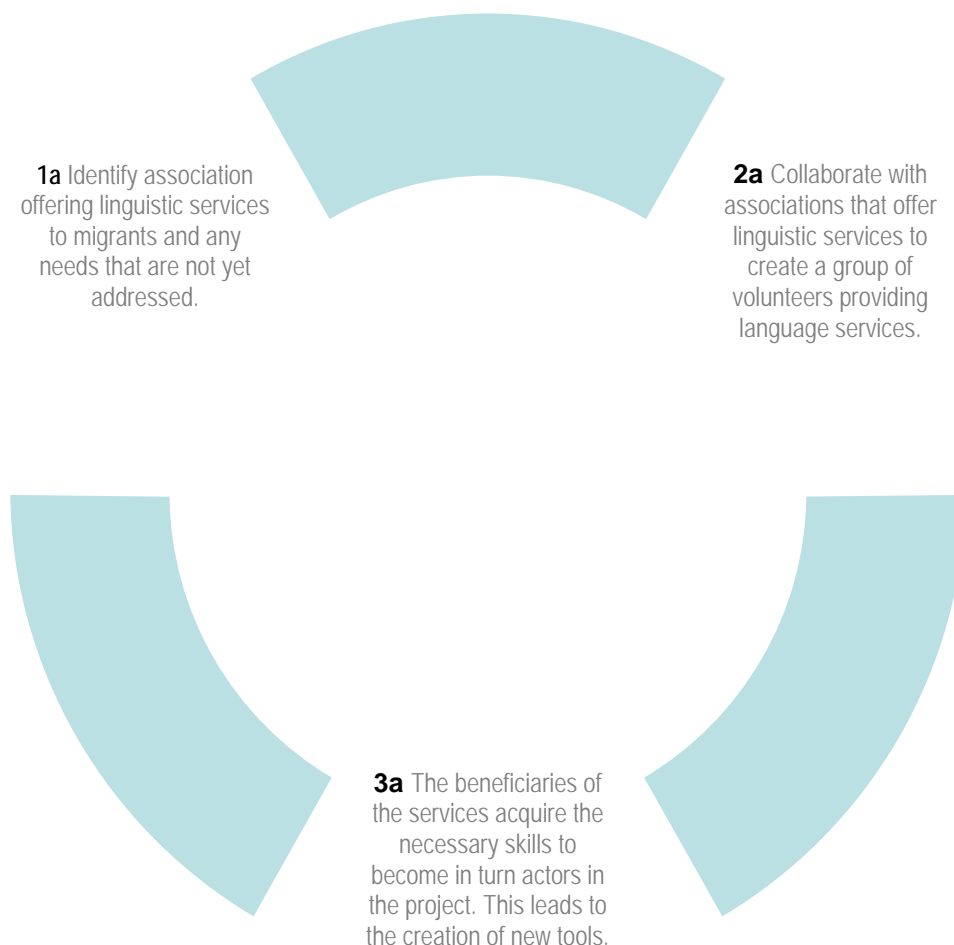 1a Identify association
offering linguistic services
to migrants and any
needs that are not yet
addressed.
2a Collaborate with
associations that offer
linguistic services to
create a group of
volunteers providing
language services.
3a The beneficiaries of
the services acquire the
necessary skills to
become in turn actors in
the project. This leads to
the creation of new tools.